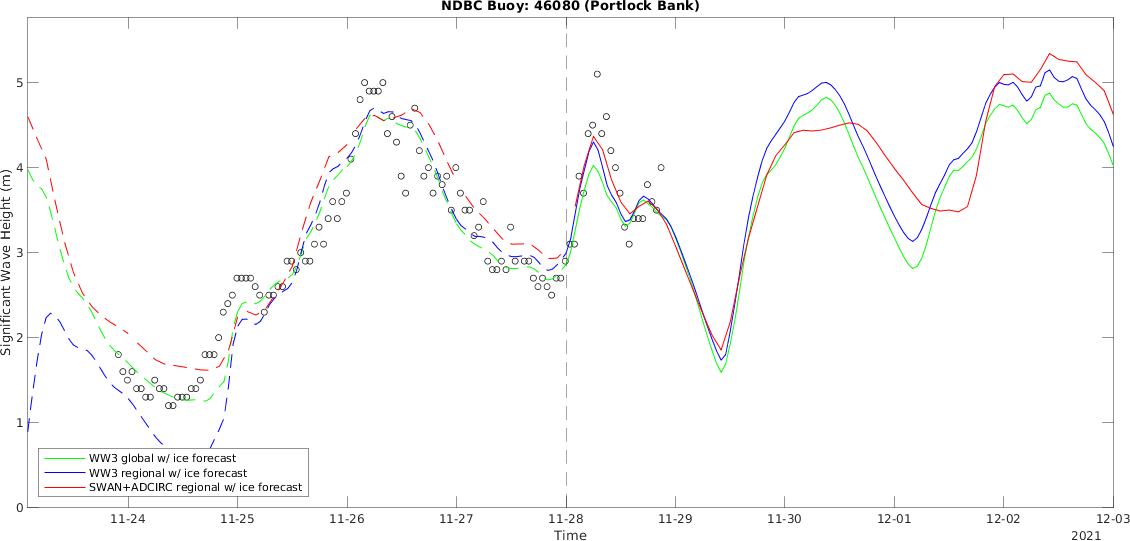 NDBC Buoy: 46080 (Portlock Bank)
Significant Wave Height (m)
5
4
3
2
1
0
WW3 global w/ ice forecast
WW3 regional w/ ice forecast
SWAN+ADCIRC regional w/ ice forecast
11-24 11-25 11-26 11-27 11-28 11-29 11-30 12-01 12-02 12-03
Time
2021